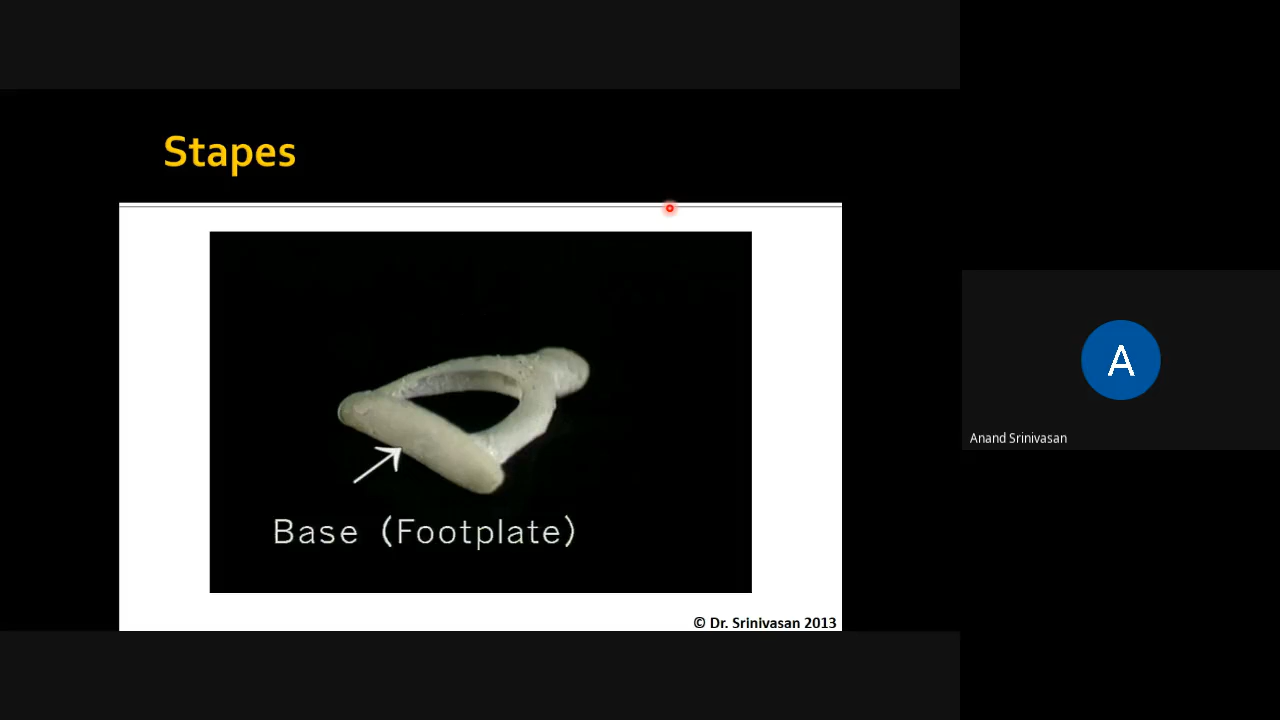 Stapes
Base (Footplate)
© Dr. Srinivasan 2013
A
Anand Srinivasan